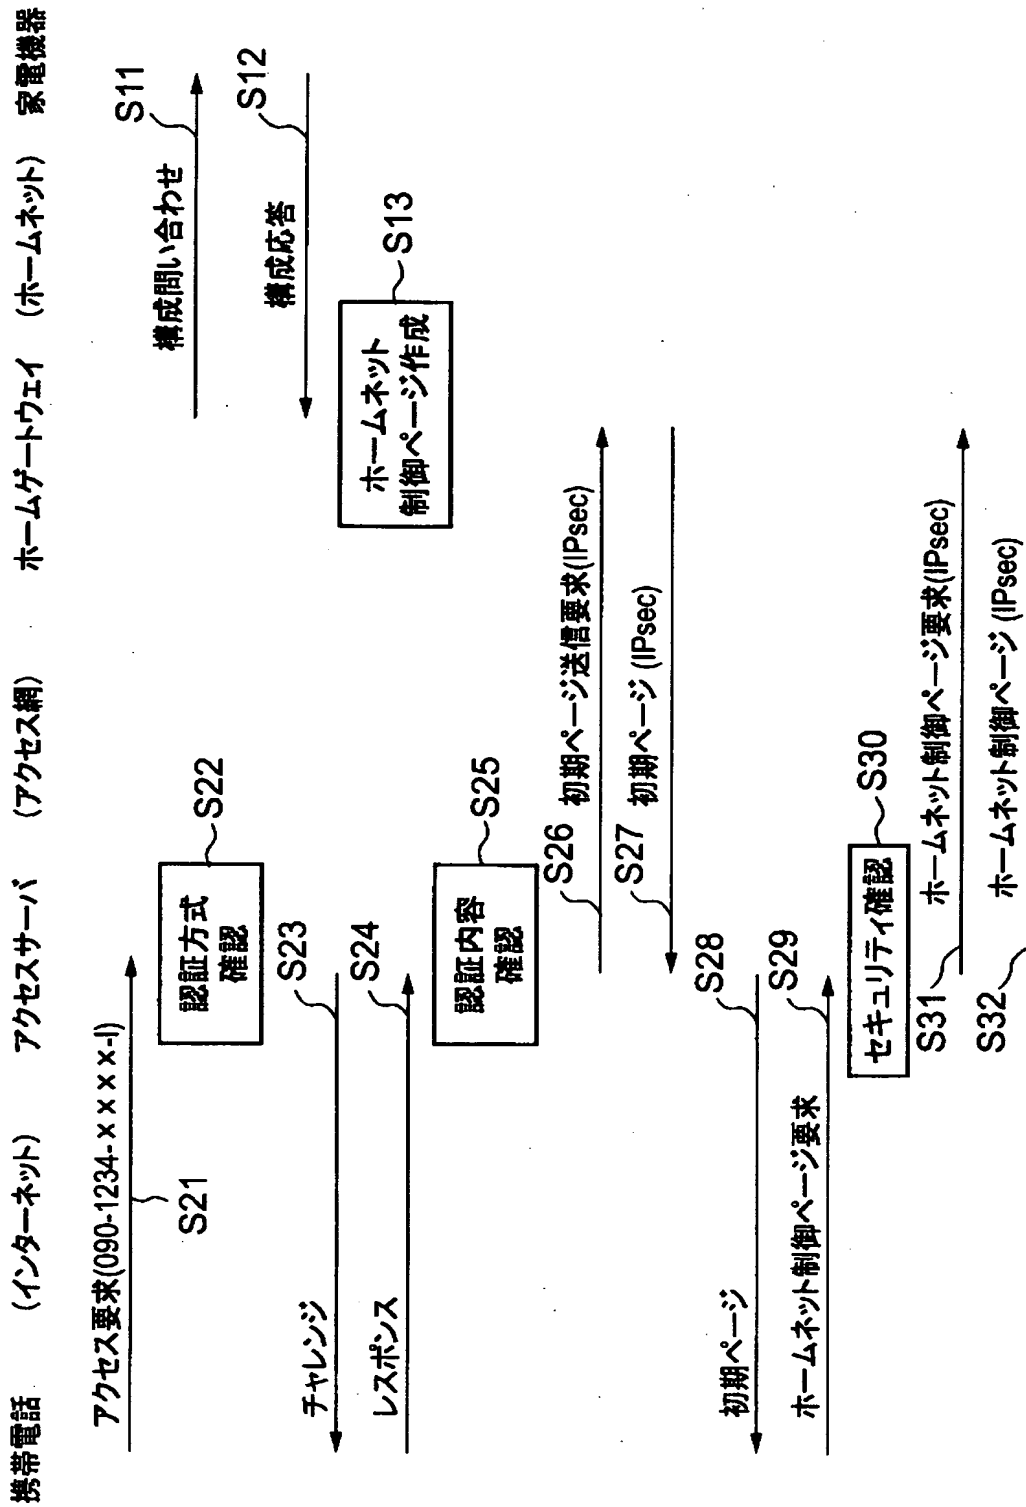 携帯電話 (インターネット) アクセスサーバ (アクセス網) ホームゲートウェイ (ホームネット) 家電機器
構成問い合わせ
S11
構成応答
S12
ホームネット
制御ページ作成
S13
アクセス要求(090-1234-××××-I)
S21
認証方式
確認
S22
チャレンジ
S23
レスポンス
S24
認証内容
確認
S25
S26
初期ページ送信要求(IPsec)
S27
初期ページ (IPsec)
初期ページ
S28
ホームネット制御ページ要求
S29
セキュリティ確認
S30
S31
ホームネット制御ページ要求(IPsec)
S32
ホームネット制御ページ (IPsec)